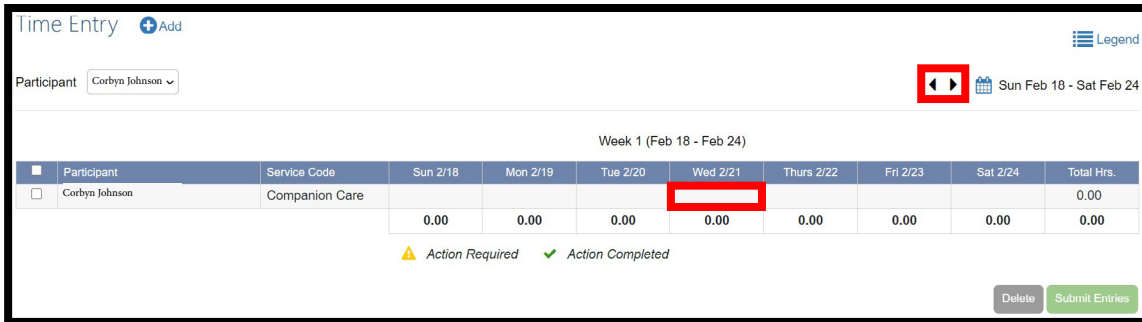 Time Entry Add
Legend
Participant Corbyn Johnson
Sun Feb 18 - Sat Feb 24
Week 1 (Feb 18 - Feb 24)
Participant Service Code Sun 2/18 Mon 2/19 Tue 2/20 Wed 2/21 Thurs 2/22 Fri 2/23 Sat 2/24 Total Hrs.
Corbyn Johnson Companion Care 0.00
0.00 0.00 0.00 0.00 0.00 0.00 0.00 0.00
Action Required Action Completed
Delete Submit Entries